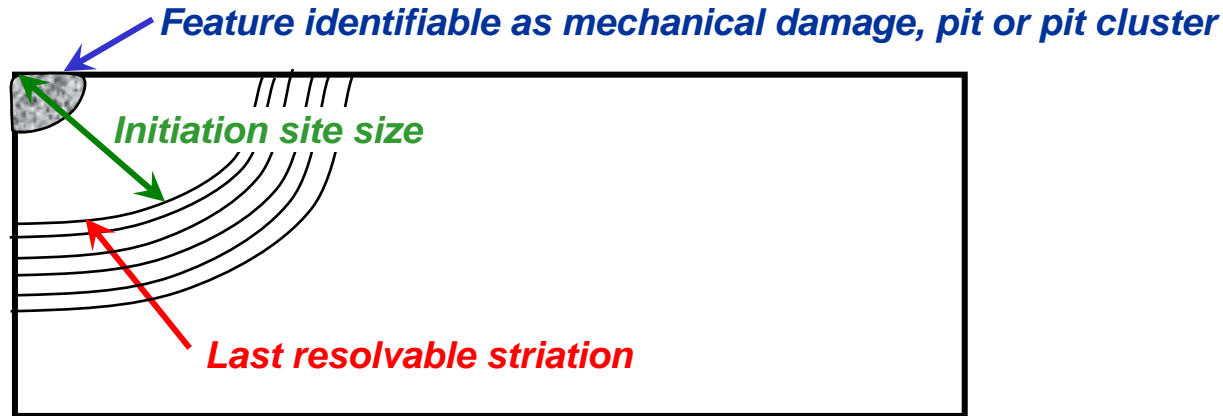 Feature identifiable as mechanical damage, pit or pit cluster
Initiation site size
Last resolvable striation